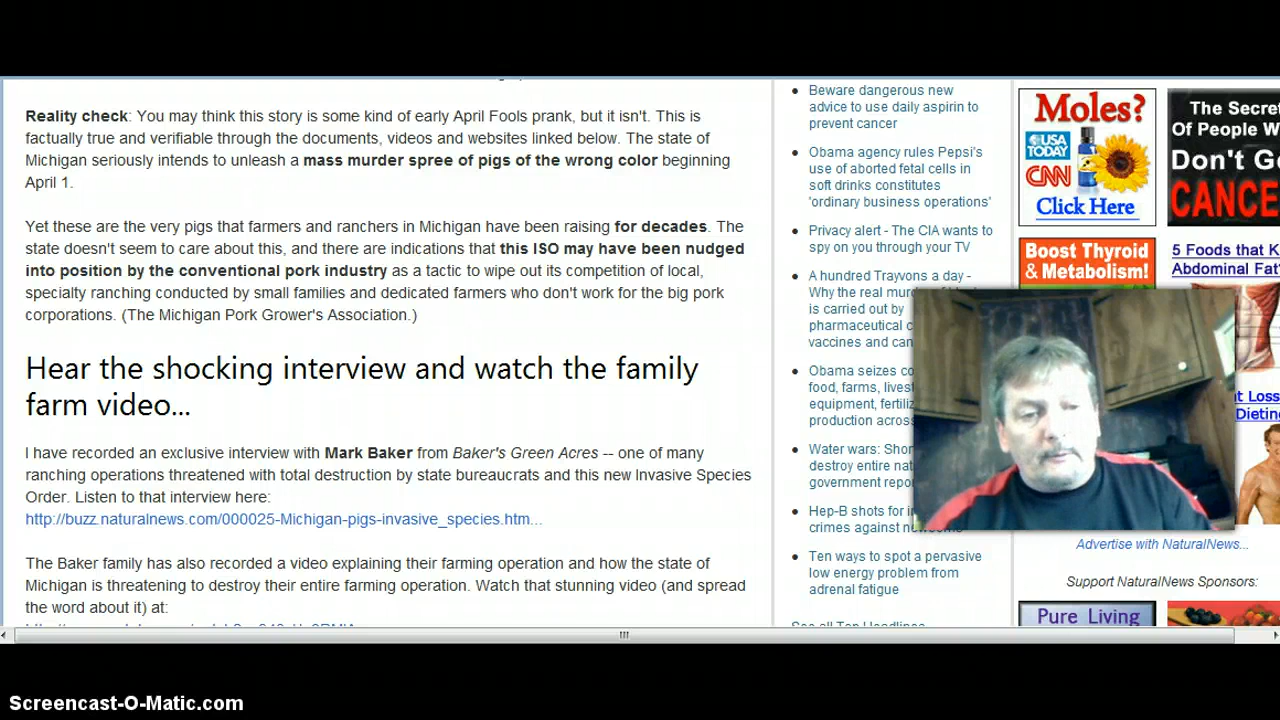 Reality check: You may think this story is some kind of early April Fools prank, but it isn't. This is
factually true and verifiable through the documents, videos and websites linked below. The state of
Michigan seriously intends to unleash a mass murder spree of pigs of the wrong color beginning
April 1.
Yet these are the very pigs that farmers and ranchers in Michigan have been raising for decades. The
state doesn't seem to care about this, and there are indications that this ISO may have been nudged
into position by the conventional pork industry as a tactic to wipe out its competition of local,
specialty ranching conducted by small families and dedicated farmers who don't work for the big pork
corporations. (The Michigan Pork Grower's Association.)
Hear the shocking interview and watch the family
farm video...
I have recorded an exclusive interview with Mark Baker from Baker's Green Acres -- one of many
ranching operations threatened with total destruction by state bureaucrats and this new Invasive Species
Order. Listen to that interview here:
http://buzz.naturalnews.com/000025-Michigan-pigs-invasive_species.htm...
The Baker family has also recorded a video explaining their farming operation and how the state of
Michigan is threatening to destroy their entire farming operation. Watch that stunning video (and spread
the word about it) at:
Beware dangerous new
advice to use daily aspirin to
prevent cancer
Obama agency rules Pepsi's
use of aborted fetal cells in
soft drinks constitutes
'ordinary business operations'
Privacy alert - The CIA wants to
spy on you through your TV
A hundred Trayvons a day -
Why the real
is carried out by
pharmaceutical
vaccines and
Obama seizes
food, farms,
equipment,
production
Water wars:
destroy entire
government
Hep-B shots for
crimes against
Ten ways to spot a pervasive
low energy problem from
adrenal fatigue
See all Top Headlines
Moles?
USA
TODAY
CNN
Click Here
The
Of People
Don't
Boost Thyroid
& Metabolism!
5 Foods that
Abdominal Fat
Loss
Advertise with NaturalNews...
Support NaturalNews Sponsors:
Pure Living
Screencast-O-Matic.com